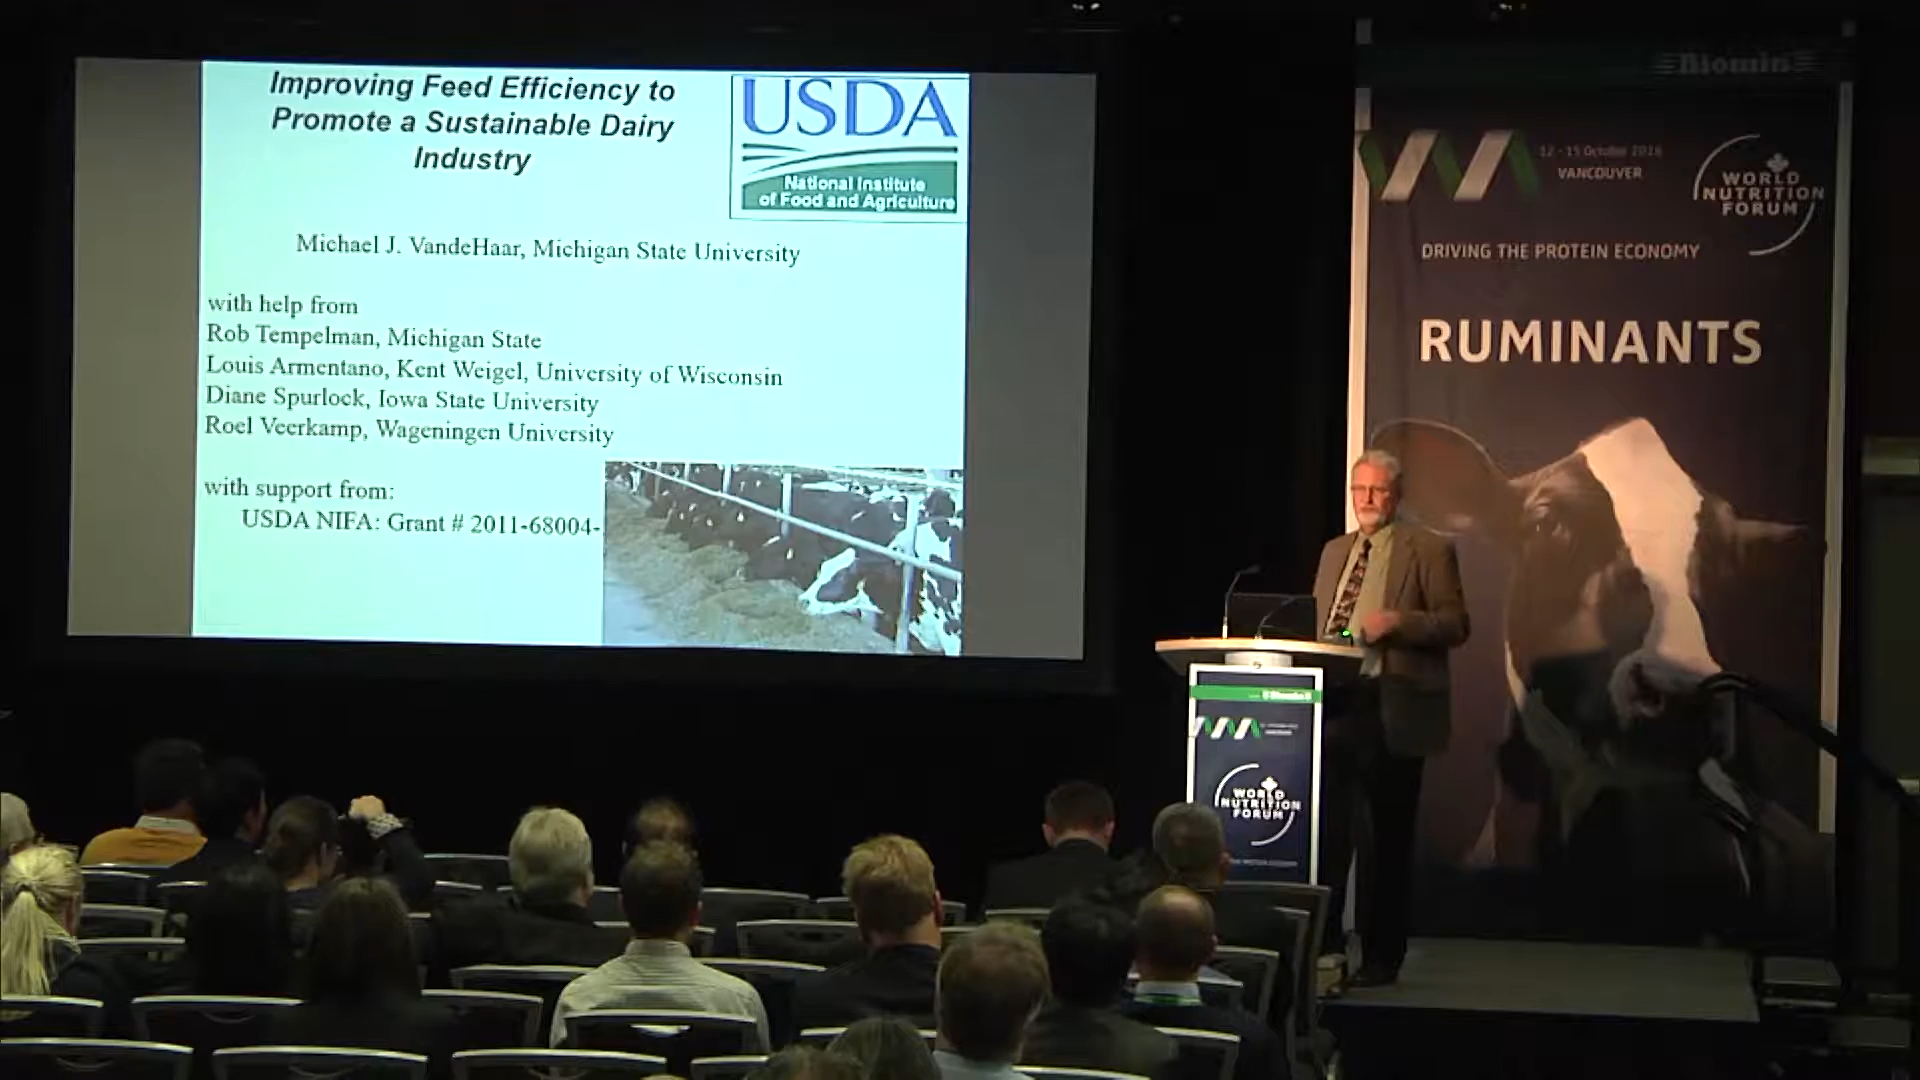 Improving Feed Efficiency to
Promote a Sustainable Dairy
Industry
USDA
National Institute
of Food and Agriculture
Michael J. VandeHaar, Michigan State University
with help from
Rob Tempelman, Michigan State
Louis Armentano, Kent Weigel, University of Wisconsin
Diane Spurlock, Iowa State University
Roel Veerkamp, Wageningen University
with support from:
USDA NIFA: Grant # 2011-68004-
Biomin
12 - 15 October 2016
VANCOUVER
WORLD
NUTRITION
FORUM
DRIVING THE PROTEIN ECONOMY
RUMINANTS
Biomin
VANCOUVER
WORLD
NUTRITION
FORUM